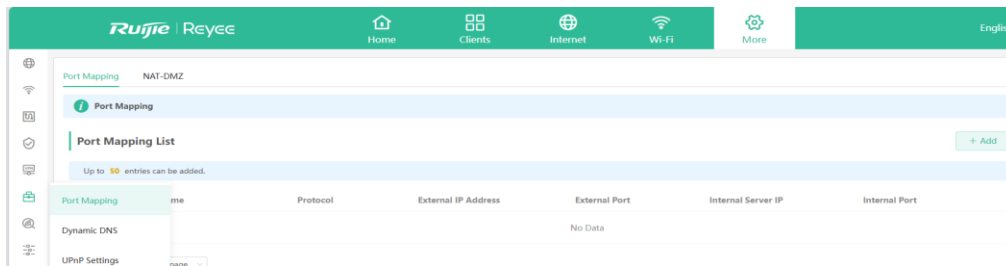 Ruijie | Reyee
Home Clients Internet Wi-Fi More
Port Mapping NAT-DMZ
Port Mapping
Port Mapping List
+ Add
Up to 50 entries can be added.
Port Mapping
Protocol External IP Address External Port Internal Server IP Internal Port
Dynamic DNS
No Data
UPnP Settings